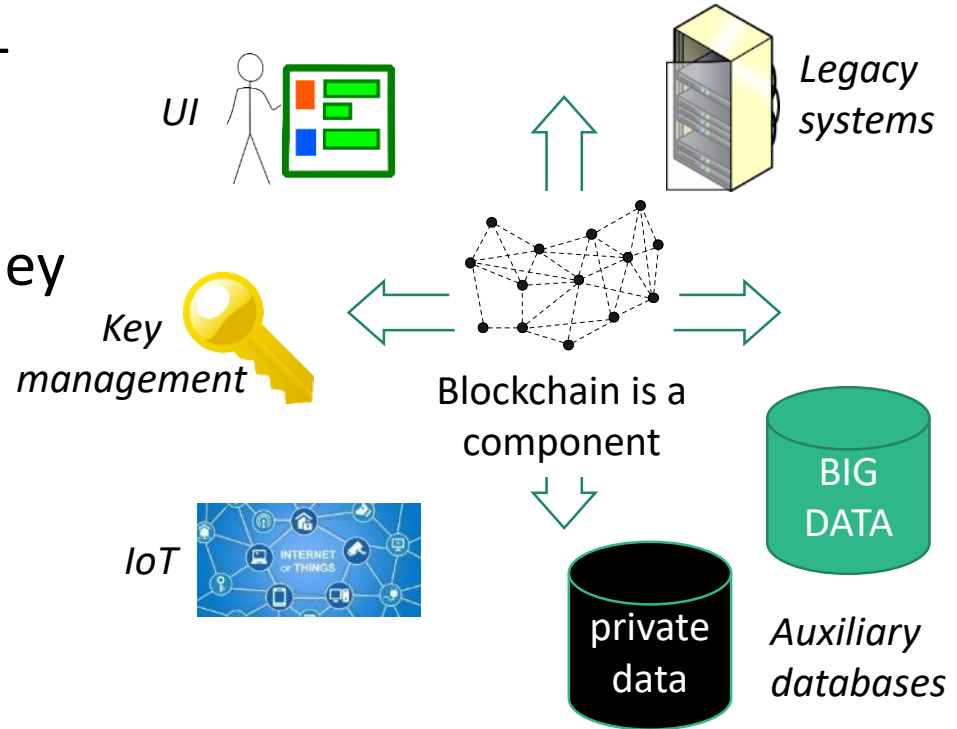 UI
Legacy
systems
ey
Key
management
Blockchain is a
component
BIG
DATA
IoT
INTERNET
OF THINGS
private
data
Auxiliary
databases